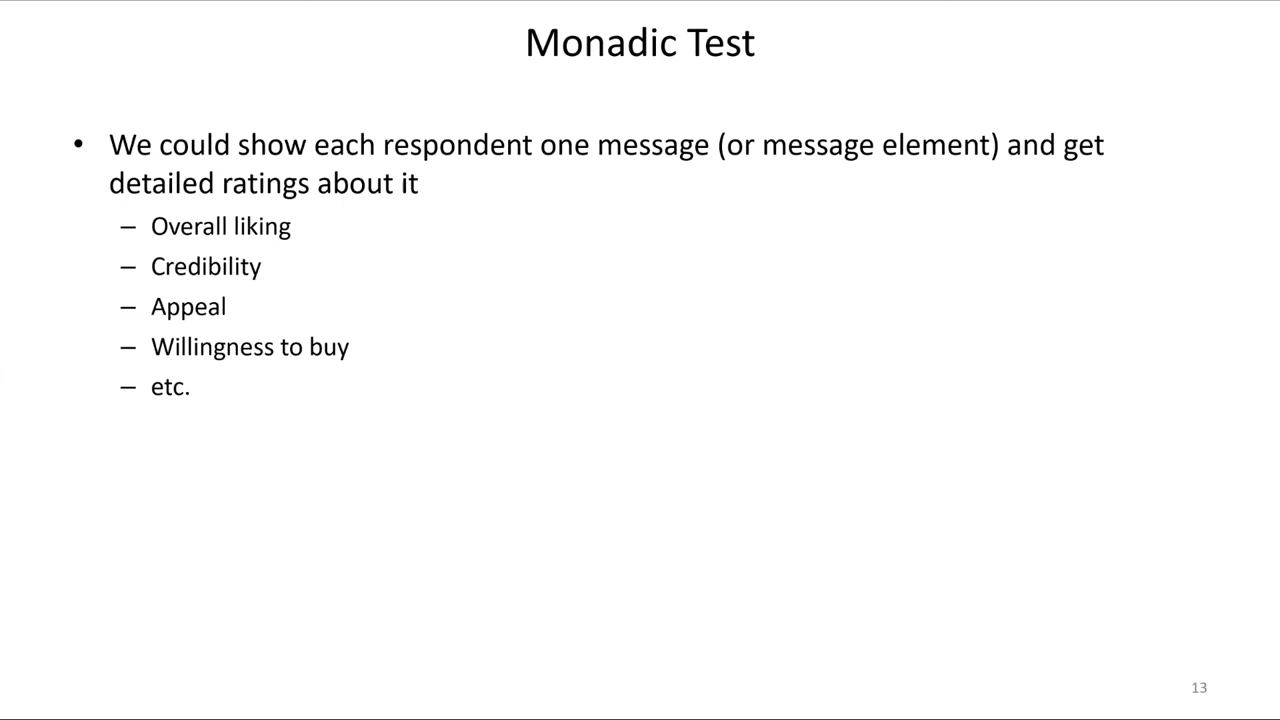 Monadic Test
• We could show each respondent one message (or message element) and get
detailed ratings about it
– Overall liking
– Credibility
– Appeal
– Willingness to buy
– etc.
13